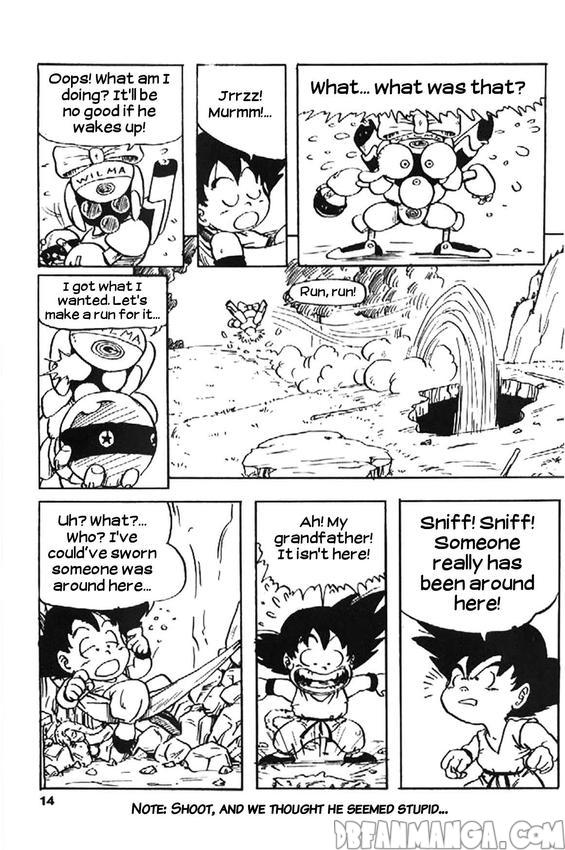 Oops! What am I
doing? It'll be
no good if he
wakes up!
WILMA
Jrrzz!
Murmm!...
What... what was that?
I got what I
wanted. Let's
make a run for it...
WILMA
Run, run!
Uh? What?...
Who? I've
could've sworn
someone was
around here...
Ah! My
grandfather!
It isn't here!
Sniff! Sniff!
Someone
really has
been around
here!
14
NOTE: SHOOT, AND WE THOUGHT HE SEEMED STUPID...
DBFANMANGA.COM